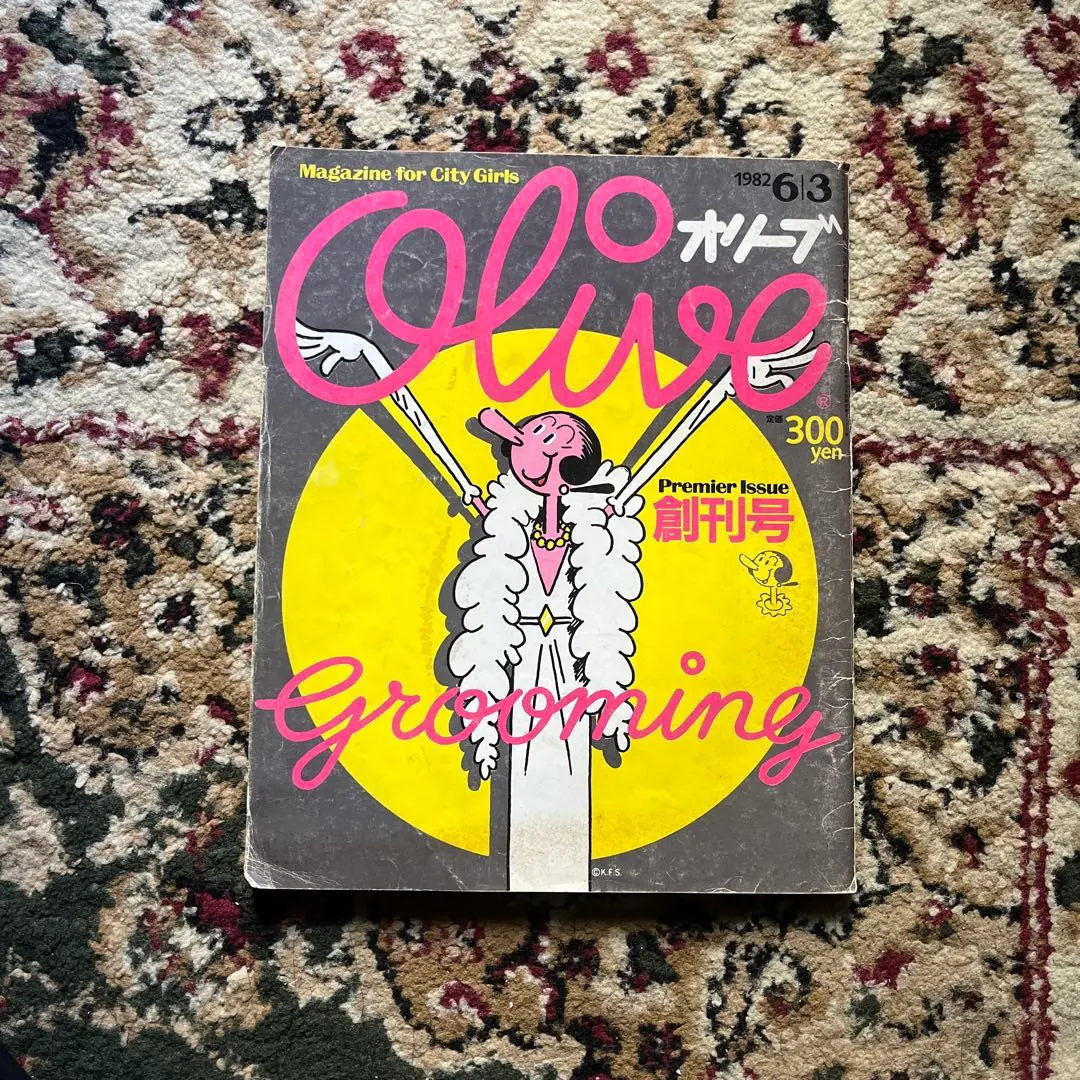 Magazine for City Girls
1982 6|3
Olive
オリーブ
®
定価
300
yen
Premier Issue
創刊号
Grooming
©K.F.S.